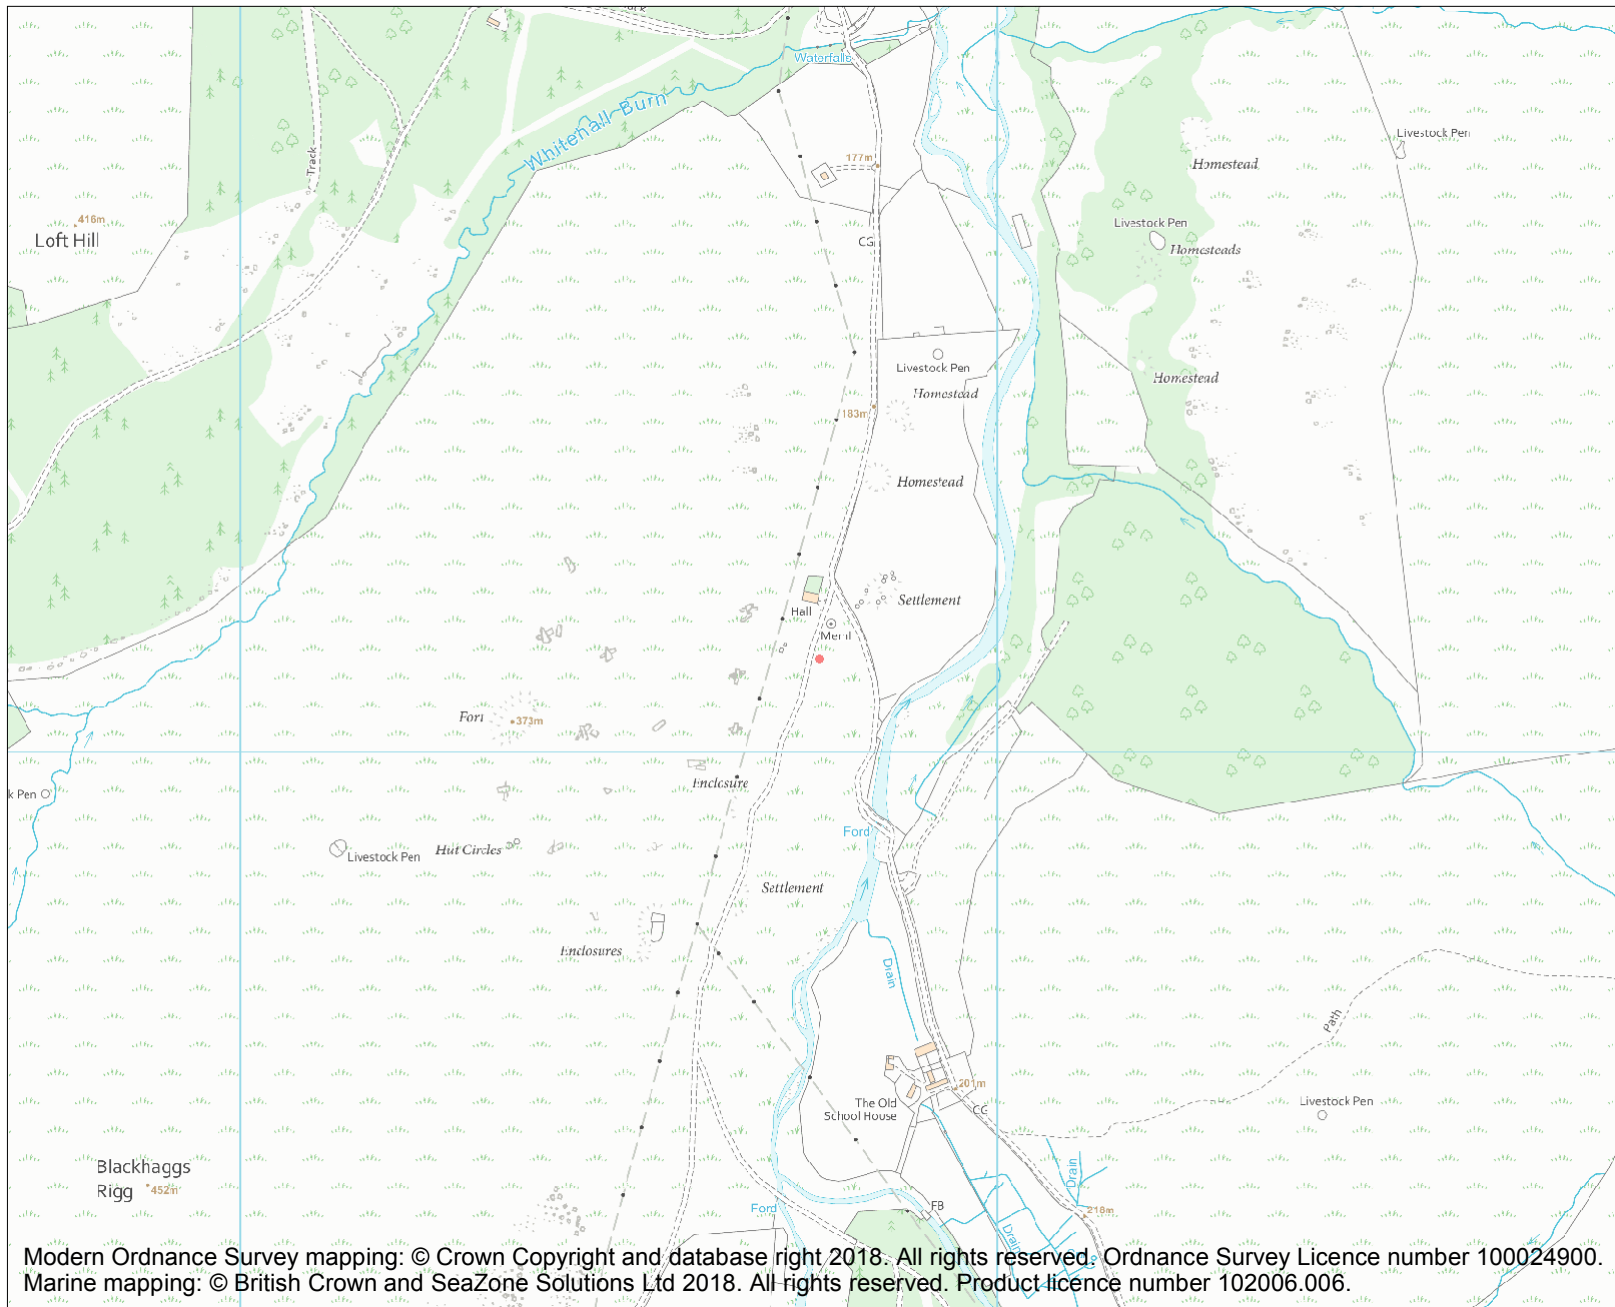 Waterfalls
Whitehall Burn
Track
Livestock Pen
177m
Homestead
416m
Loft Hill
Livestock Pen
CG
Homesteads
Livestock Pen
Homestead
Homestead
183m
Homestead
Settlement
Hall
Meml
Fort
373m
Enclosure
k Pen
Ford
Hut Circles
Livestock Pen
Settlement
Enclosures
Drain
Path
201m
The Old
School House
CG
Livestock Pen
Blackhaggs
Rigg
452m
Drain
Ford
FB
218m
Drain
Modern Ordnance Survey mapping: © Crown Copyright and database right 2018. All rights reserved. Ordnance Survey Licence number 100024900.
Marine mapping: © British Crown and SeaZone Solutions Ltd 2018. All rights reserved. Product licence number 102006.006.